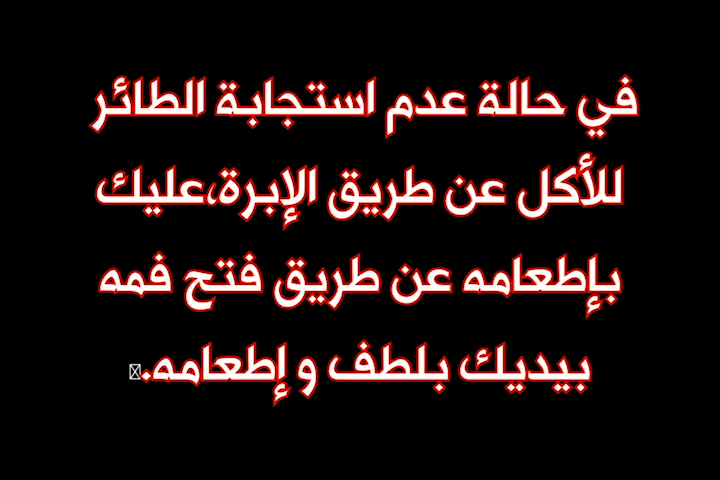 في حالة عدم استجابة الطائر
للأكل عن طريق الإبرة،عليك
بإطعامه عن طريق فتح فمه
بيديك بلطف و إطعامه.